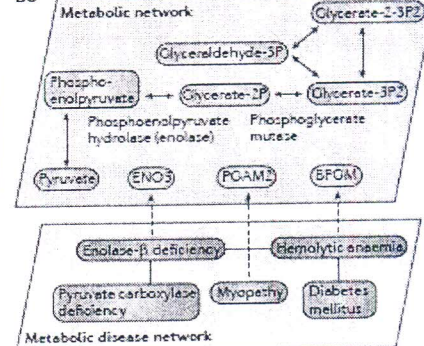 Metabolic network
Glycerate-2-3P2
Glyceraldehyde-3P
Phospho-
enolpyruvate
Glycerate-2P
Glycerate-3P2
Phosphoenolpyruvate
hydrolase (enolase)
Phosphoglycerate
mutase
Pyruvate
ENO3
PGAM2
BPGM
Enolase-β deficiency
Hemolytic anaemia
Pyruvate carboxylase
deficiency
Myopathy
Diabetes
mellitus
Metabolic disease network